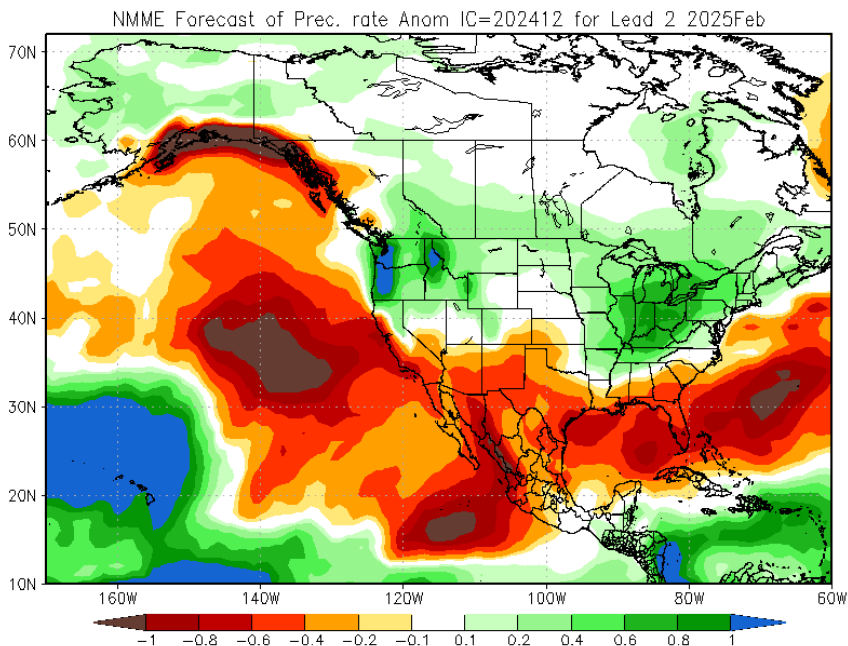 NMME Forecast of Prec. rate Anom IC=202412 for Lead 2 2025Feb
70N
60N
50N
40N
30N
20N
10N
160W 140W 120W 100W 80W 60W
−1 −0.8 −0.6 −0.4 −0.2 −0.1 0.1 0.2 0.4 0.6 0.8 1